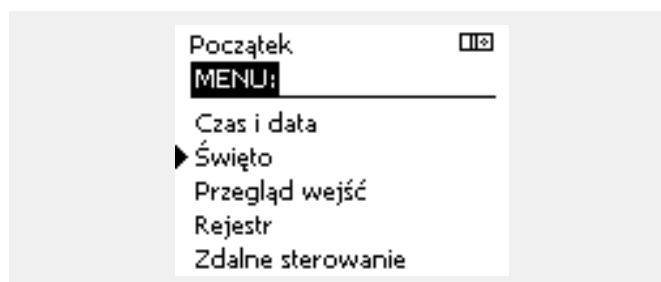 Początek
MENU:
Czas i data
Święto
Przegląd wejść
Rejestr
Zdalne sterowanie